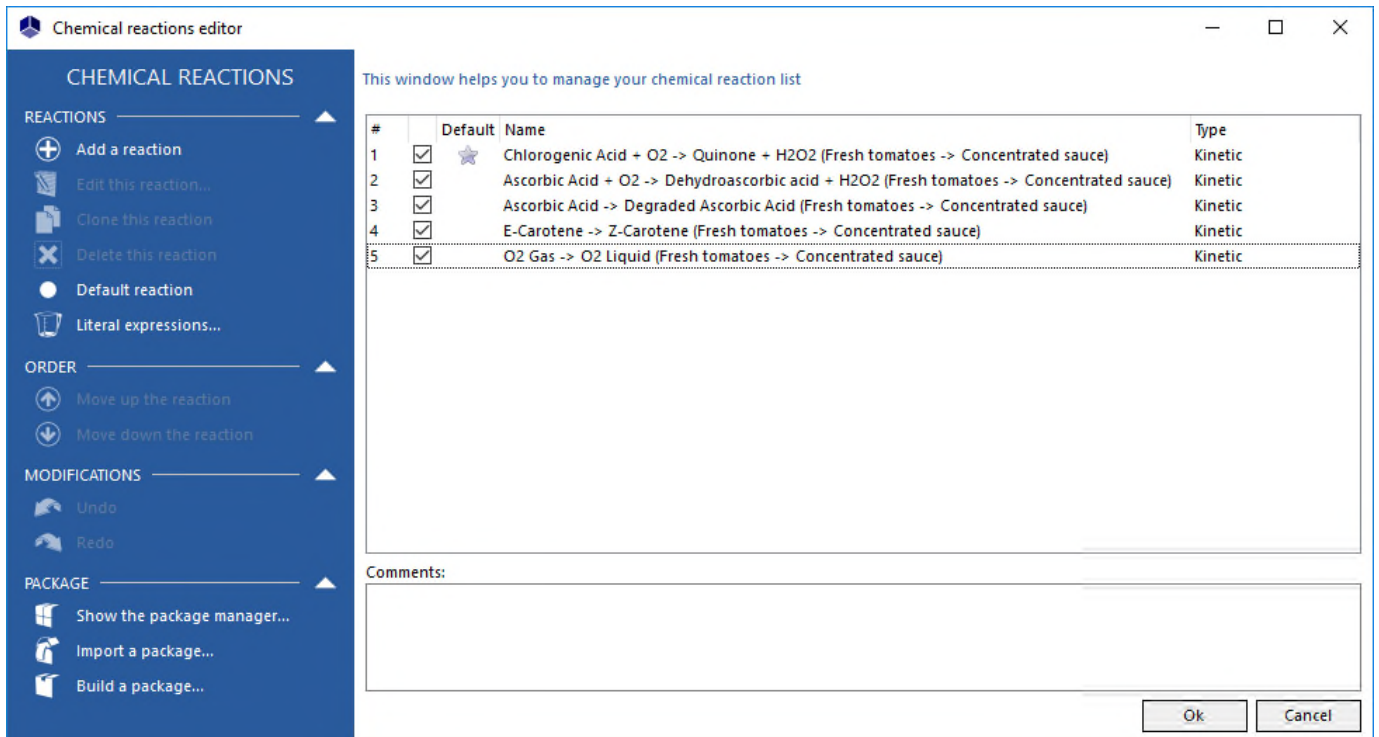 Chemical reactions editor
CHEMICAL REACTIONS
REACTIONS
Add a reaction
Edit this reaction...
Clone this reaction
Delete this reaction
Default reaction
Literal expressions...
ORDER
Move up the reaction
Move down the reaction
MODIFICATIONS
Undo
Redo
PACKAGE
Show the package manager...
Import a package...
Build a package...
This window helps you to manage your chemical reaction list
# Default Name Type
1 Chlorogenic Acid + O2 -> Quinone + H2O2 (Fresh tomatoes -> Concentrated sauce) Kinetic
2 Ascorbic Acid + O2 -> Dehydroascorbic acid + H2O2 (Fresh tomatoes -> Concentrated sauce) Kinetic
3 Ascorbic Acid -> Degraded Ascorbic Acid (Fresh tomatoes -> Concentrated sauce) Kinetic
4 E-Carotene -> Z-Carotene (Fresh tomatoes -> Concentrated sauce) Kinetic
5 O2 Gas -> O2 Liquid (Fresh tomatoes -> Concentrated sauce) Kinetic
Comments:
Ok Cancel